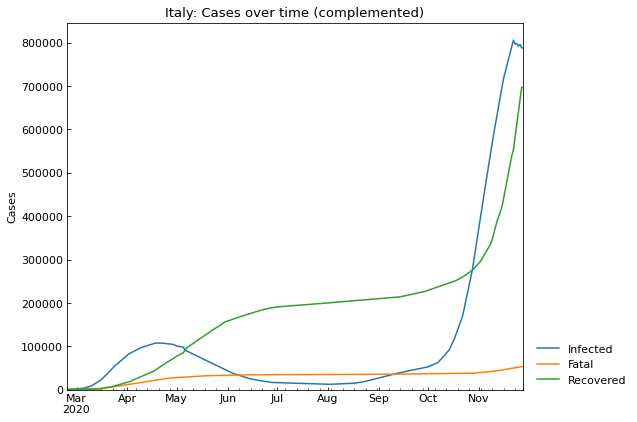 Italy: Cases over time (complemented)
800000
700000
600000
500000
400000
300000
200000
100000
0
Cases
Mar Apr May Jun Jul Aug Sep Oct Nov
2020
Infected
Fatal
Recovered